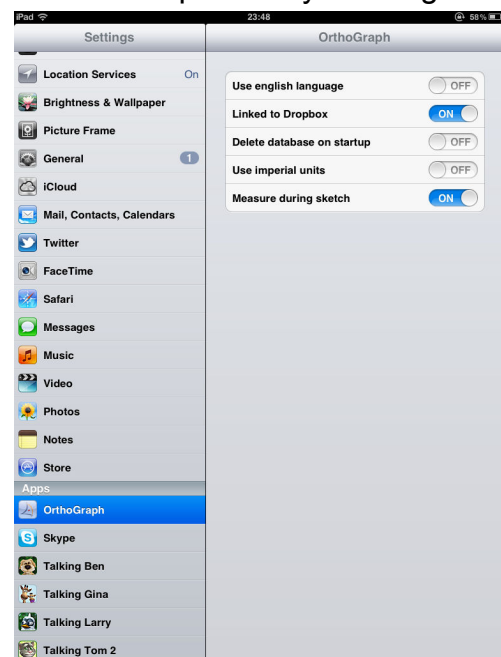 iPad 23:48 58%
Settings
OrthoGraph
Location Services On
Brightness & Wallpaper
Picture Frame
General 1
iCloud
Mail, Contacts, Calendars
Twitter
FaceTime
Safari
Messages
Music
Video
Photos
Notes
Store
Apps
OrthoGraph
Skype
Talking Ben
Talking Gina
Talking Larry
Talking Tom 2
Use english language OFF
Linked to Dropbox ON
Delete database on startup OFF
Use imperial units OFF
Measure during sketch ON